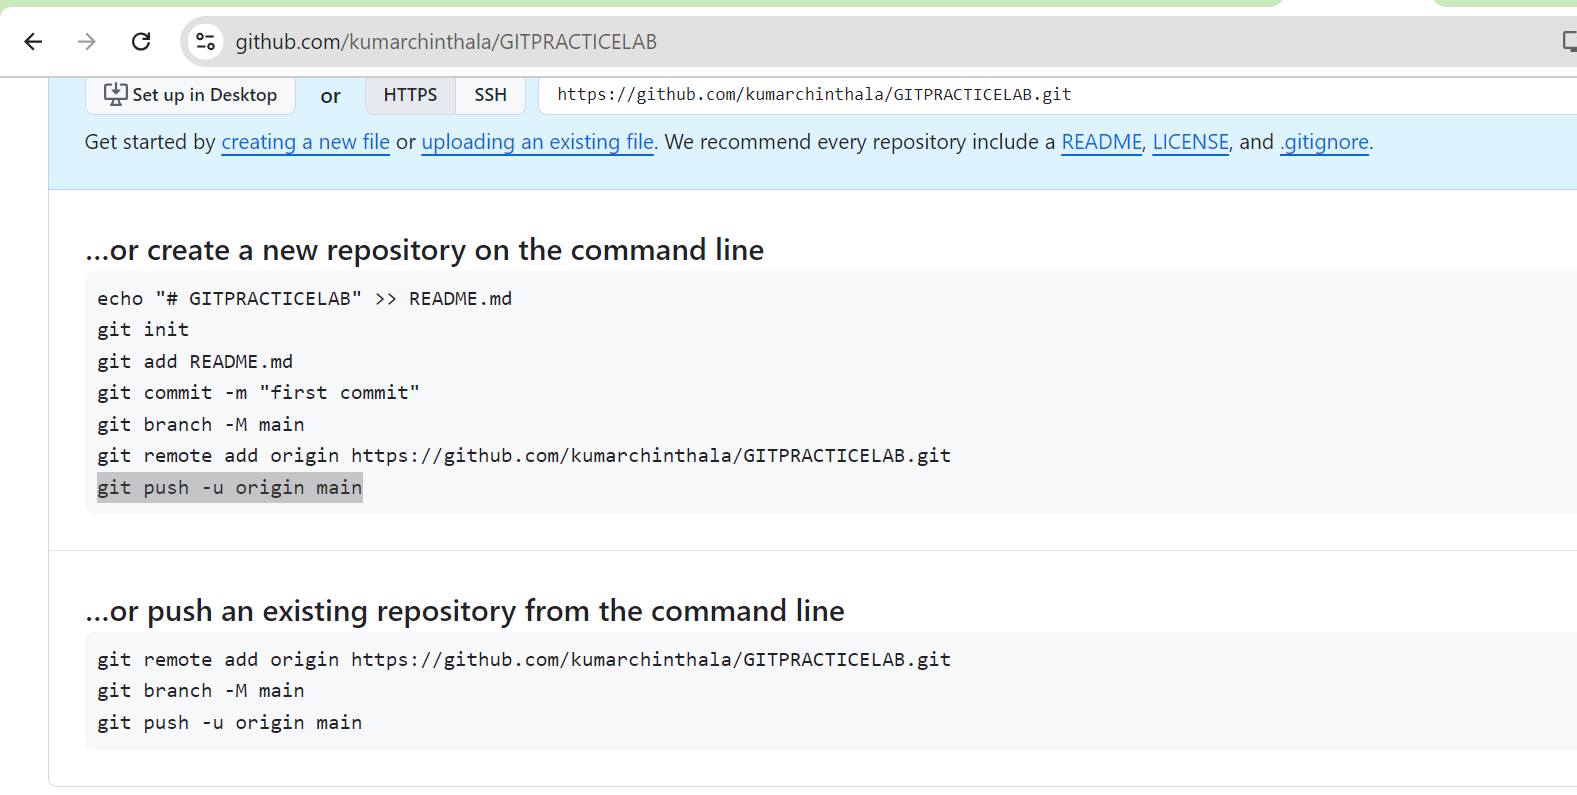 github.com/kumarchinthala/GITPRACTICELAB
Set up in Desktop or HTTPS SSH https://github.com/kumarchinthala/GITPRACTICELAB.git
Get started by creating a new file or uploading an existing file. We recommend every repository include a README, LICENSE, and .gitignore.
…or create a new repository on the command line
echo "# GITPRACTICELAB" >> README.md
git init
git add README.md
git commit -m "first commit"
git branch -M main
git remote add origin https://github.com/kumarchinthala/GITPRACTICELAB.git
git push -u origin main
…or push an existing repository from the command line
git remote add origin https://github.com/kumarchinthala/GITPRACTICELAB.git
git branch -M main
git push -u origin main